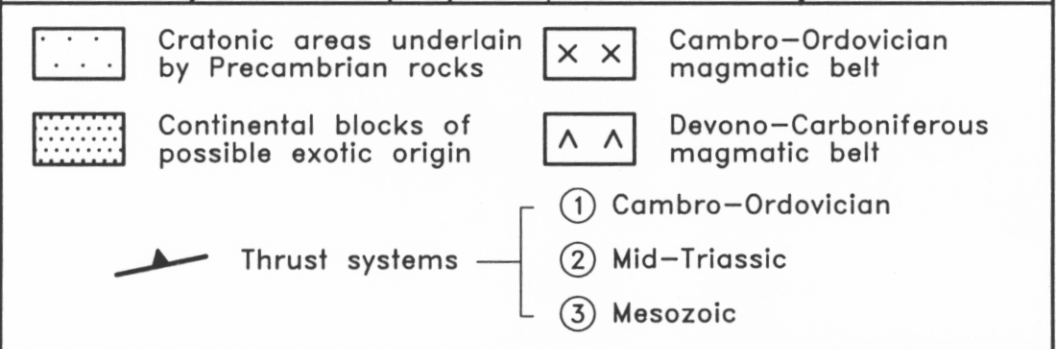 Cratonic areas underlain
by Precambrian rocks
Continental blocks of
possible exotic origin
Cambro-Ordovician
magmatic belt
Devono-Carboniferous
magmatic belt
Thrust systems
① Cambro-Ordovician
② Mid-Triassic
③ Mesozoic